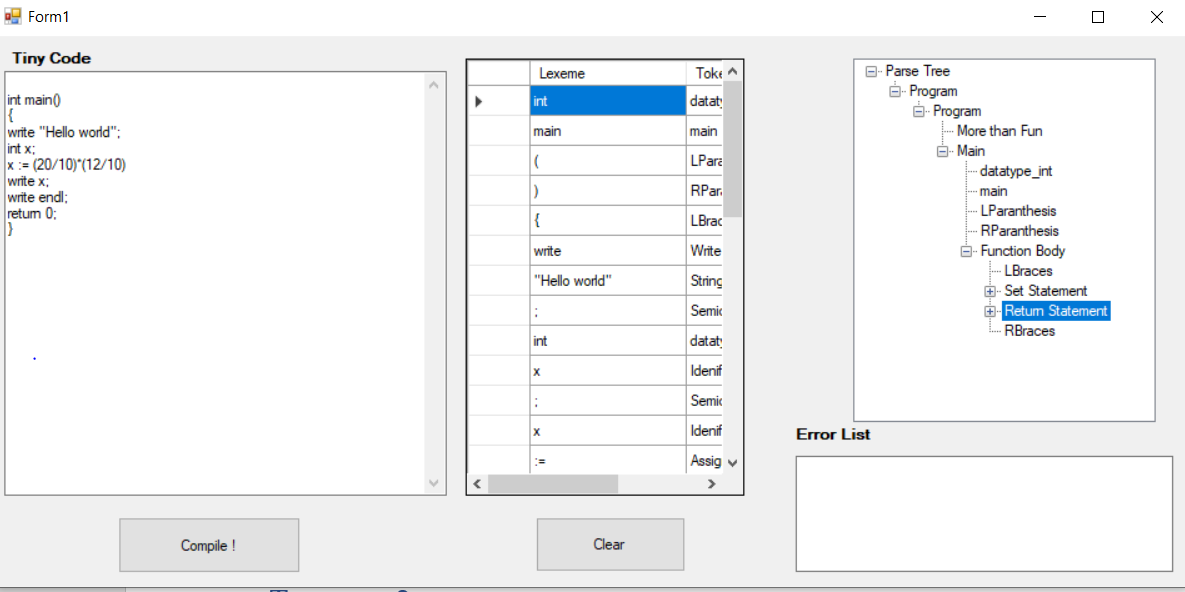 Form1
Tiny Code
int main()
{
write "Hello world";
int x;
x := (20/10)*(12/10)
write x;
write endl;
return 0;
}
Compile !
Lexeme Toke
int dataty
main main
( LPara
) RPara
{ LBrac
write Write
"Hello world" String
; Semic
int dataty
x Idenif
; Semic
x Idenif
:= Assig
Clear
Parse Tree
Program
Program
More than Fun
Main
datatype_int
main
LParanthesis
RParanthesis
Function Body
LBraces
Set Statement
Return Statement
RBraces
Error List